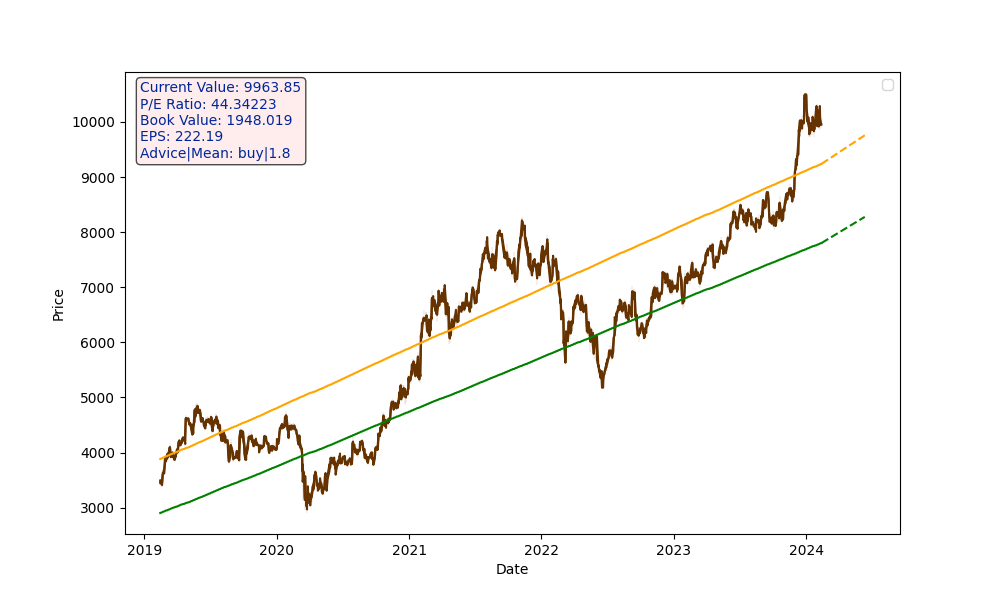 Current Value: 9963.85
P/E Ratio: 44.34223
Book Value: 1948.019
EPS: 222.19
Advice|Mean: buy|1.8
10000
9000
8000
7000
6000
5000
4000
3000
Price
2019
2020
2021
2022
2023
2024
Date